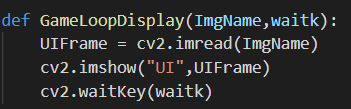 def GameLoopDisplay(ImgName,waitk):
    UIFrame = cv2.imread(ImgName)
    cv2.imshow("UI",UIFrame)
    cv2.waitKey(waitk)